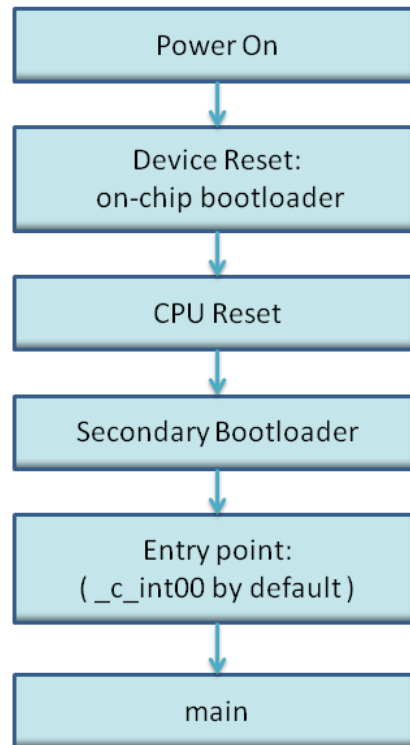 Power On
Device Reset:
on-chip bootloader
CPU Reset
Secondary Bootloader
Entry point:
( _c_int00 by default )
main